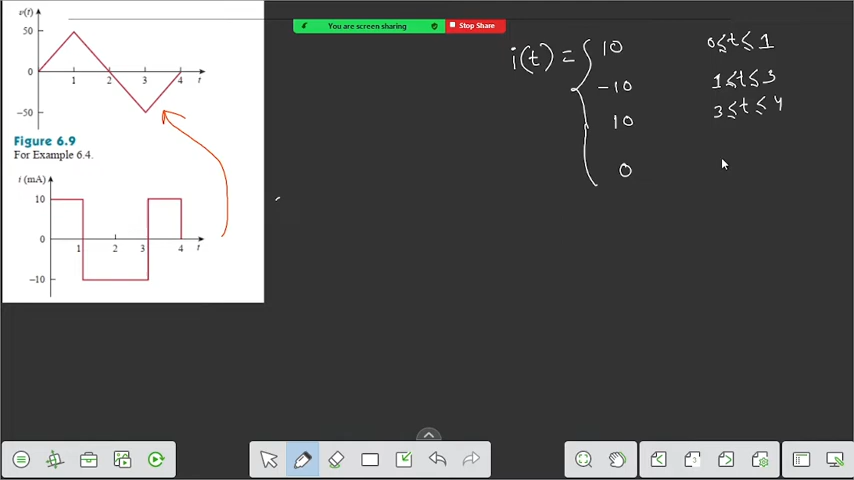 v(t)
You are screen sharing
Stop Share
50
0
1 2 3 4 t
-50
Figure 6.9
For Example 6.4.
i (mA)
10
0
1 2 3 4 t
-10
i(t) = { 10 0≤t≤1
-10 1≤t≤3
10 3≤t≤4
0
3